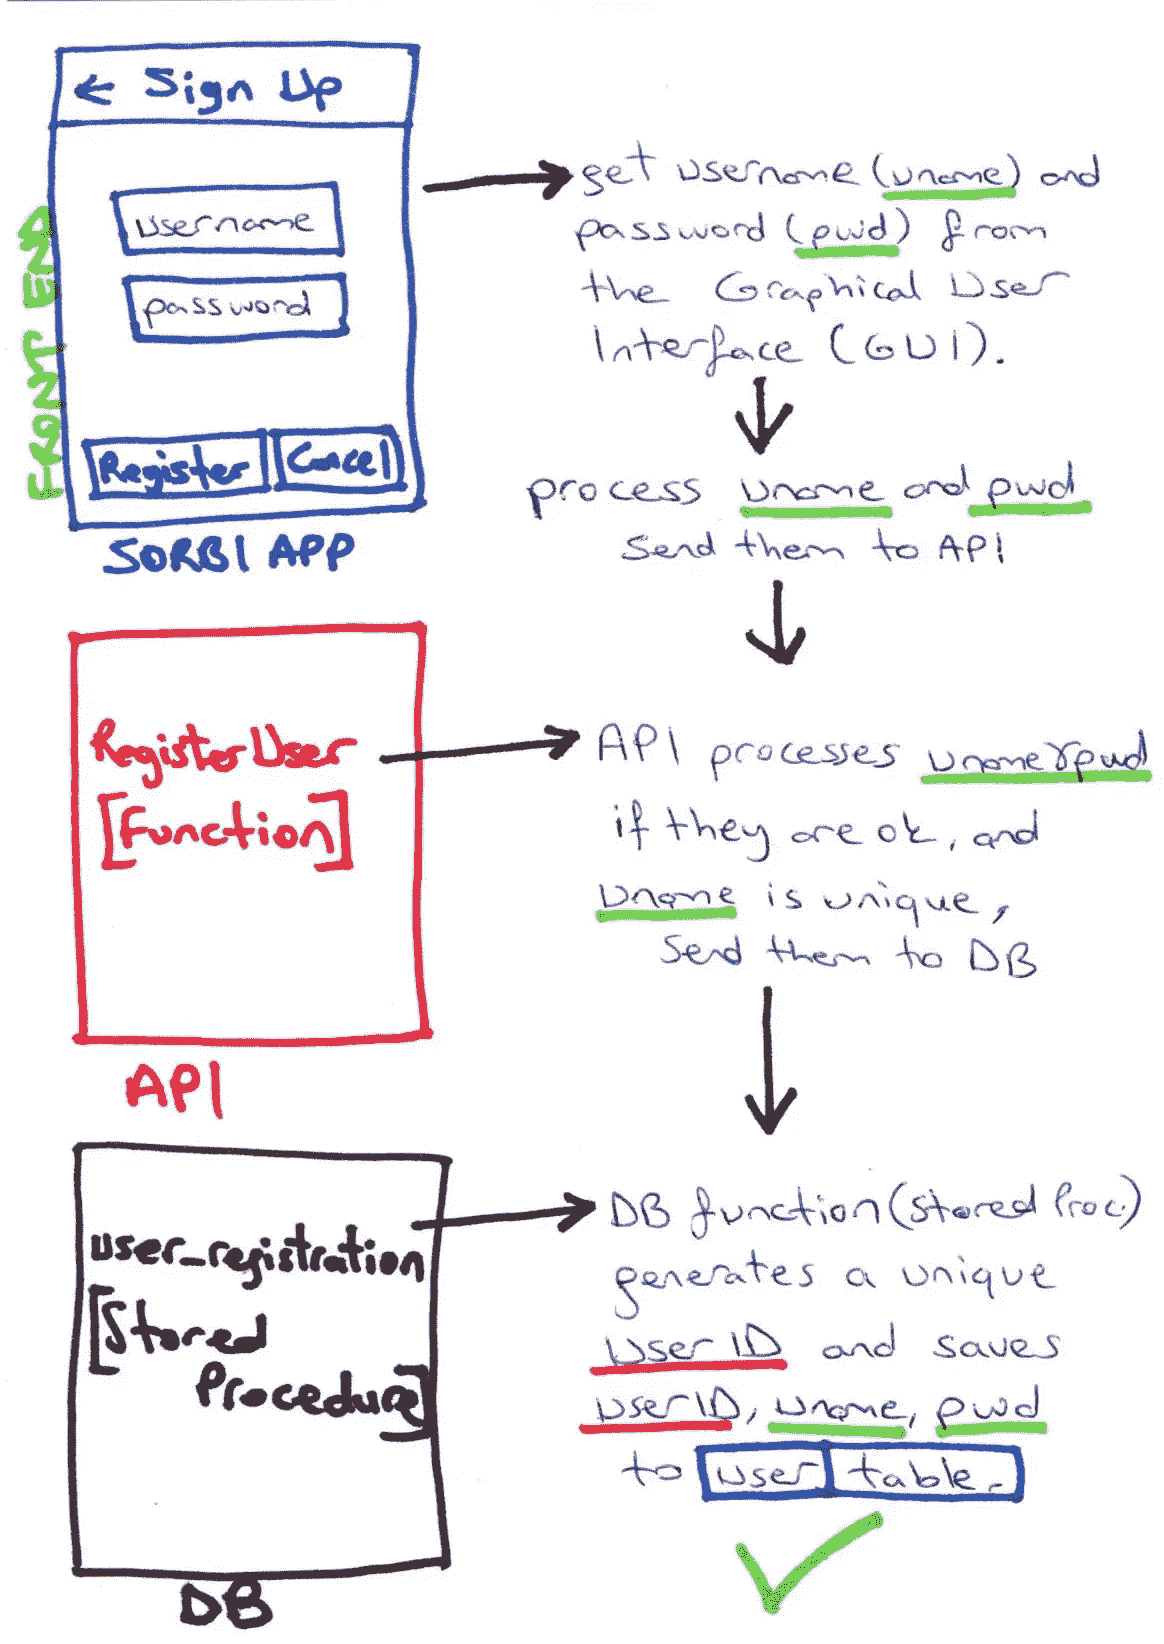 ← Sign Up
username
password
Register
Cancel
FRONT END
SORBI APP
get username (uname) and
password (pwd) from
the Graphical User
Interface (GUI).
process uname and pwd
Send them to API
RegisterUser
[Function]
API
API processes uname & pwd
if they are ok, and
uname is unique,
Send them to DB
user_registration
[Stored
Procedure]
DB
DB function (Stored Proc.)
generates a unique
User ID and saves
userID, uname, pwd
to user table.